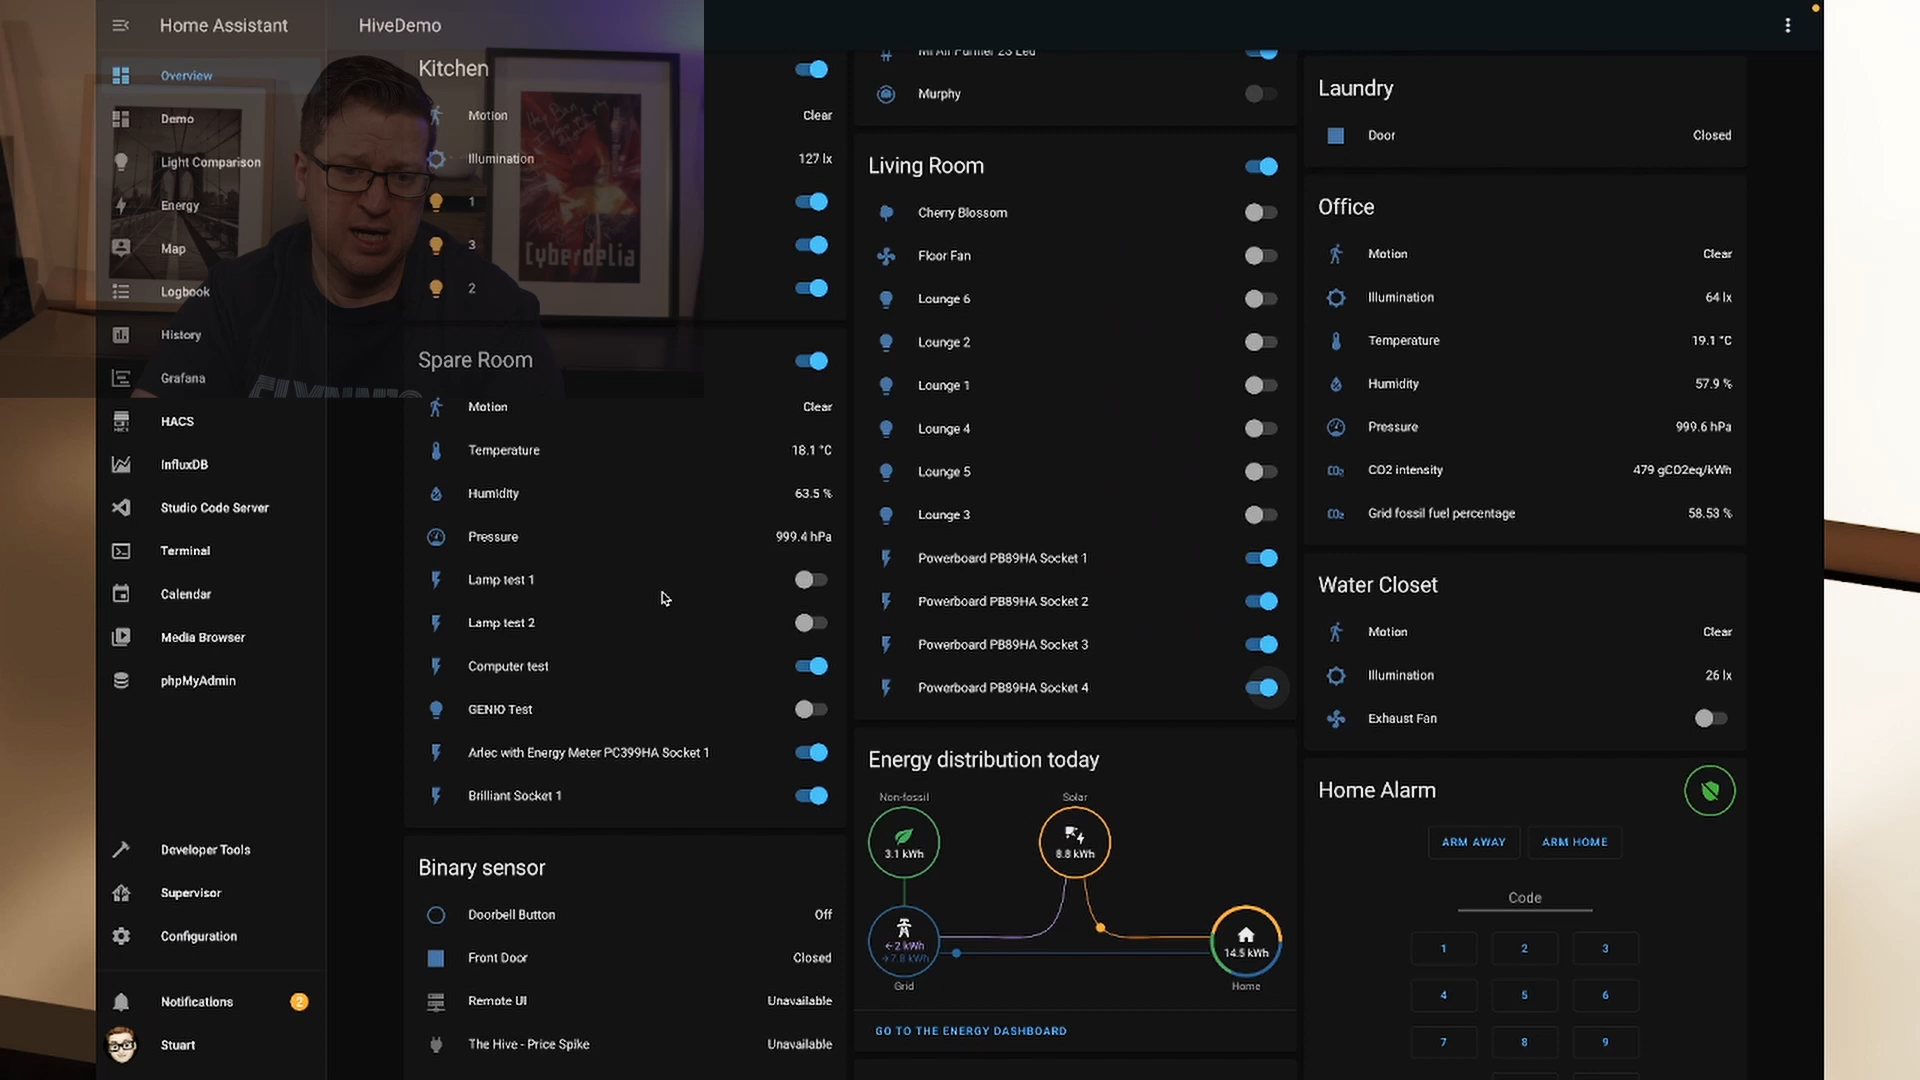 Home Assistant
HiveDemo
Overview
Demo
Light Comparison
Energy
Map
Logbook
History
Grafana
HACS
InfluxDB
Studio Code Server
Terminal
Calendar
Media Browser
phpMyAdmin
Developer Tools
Supervisor
Configuration
Notifications 2
Stuart
Kitchen
Motion Clear
Illumination 127 lx
1
3
2
Cyberdelia
Spare Room
Motion Clear
Temperature 18.1 °C
Humidity 63.5 %
Pressure 999.4 hPa
Lamp test 1
Lamp test 2
Computer test
GENIO Test
Arlec with Energy Meter PC399HA Socket 1
Brilliant Socket 1
Binary sensor
Doorbell Button Off
Front Door Closed
Remote UI Unavailable
The Hive - Price Spike Unavailable
Murphy
Living Room
Cherry Blossom
Floor Fan
Lounge 6
Lounge 2
Lounge 1
Lounge 4
Lounge 5
Lounge 3
Powerboard PB89HA Socket 1
Powerboard PB89HA Socket 2
Powerboard PB89HA Socket 3
Powerboard PB89HA Socket 4
Energy distribution today
Non-fossil
Solar
3.1 kWh
8.8 kWh
←2 kWh
→7.8 kWh
14.5 kWh
Grid
Home
GO TO THE ENERGY DASHBOARD
Laundry
Door Closed
Office
Motion Clear
Illumination 64 lx
Temperature 19.1 °C
Humidity 57.9 %
Pressure 999.6 hPa
CO2 intensity 479 gCO2eq/kWh
Grid fossil fuel percentage 58.53 %
Water Closet
Motion Clear
Illumination 26 lx
Exhaust Fan
Home Alarm
ARM AWAY ARM HOME
Code
1 2 3
4 5 6
7 8 9